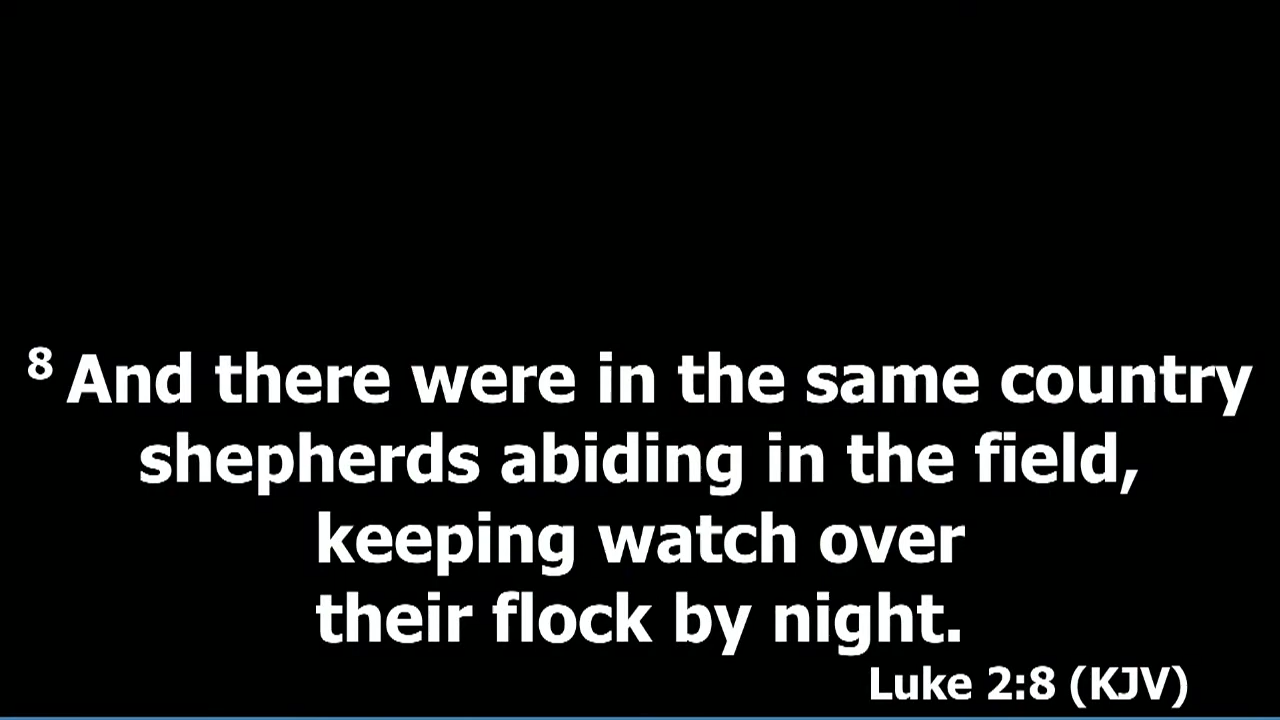 8 And there were in the same country
shepherds abiding in the field,
keeping watch over
their flock by night.
Luke 2:8 (KJV)